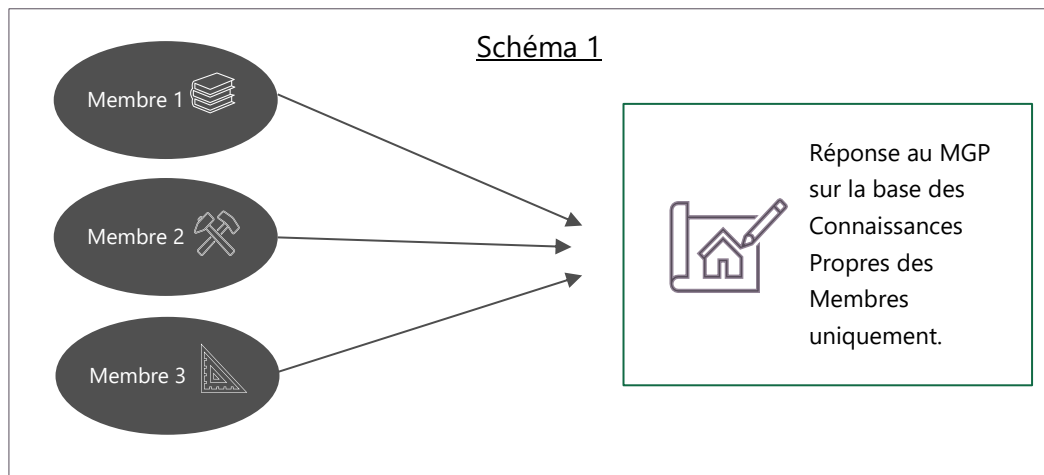 Schéma 1
Membre 1
Membre 2
Membre 3
Réponse au MGP
sur la base des
Connaissances
Propres des
Membres
uniquement.